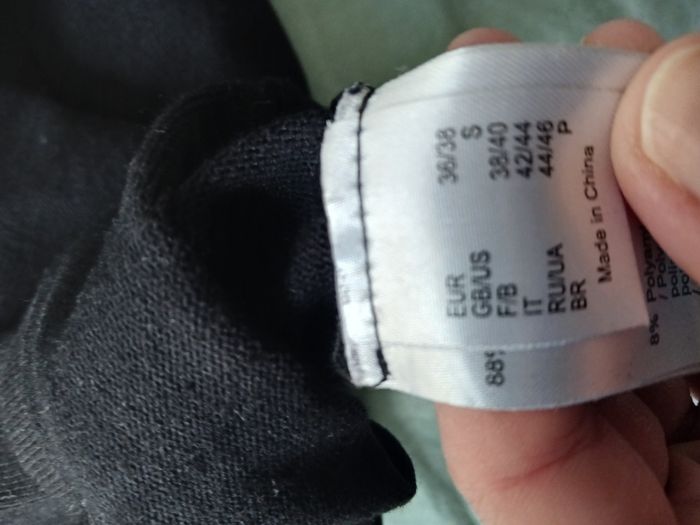 EUR 36/38
GB/US S
F/B 38/40
IT 42/44
RU/UA 44/46
BR P
Made in China
88%
8% Polyam